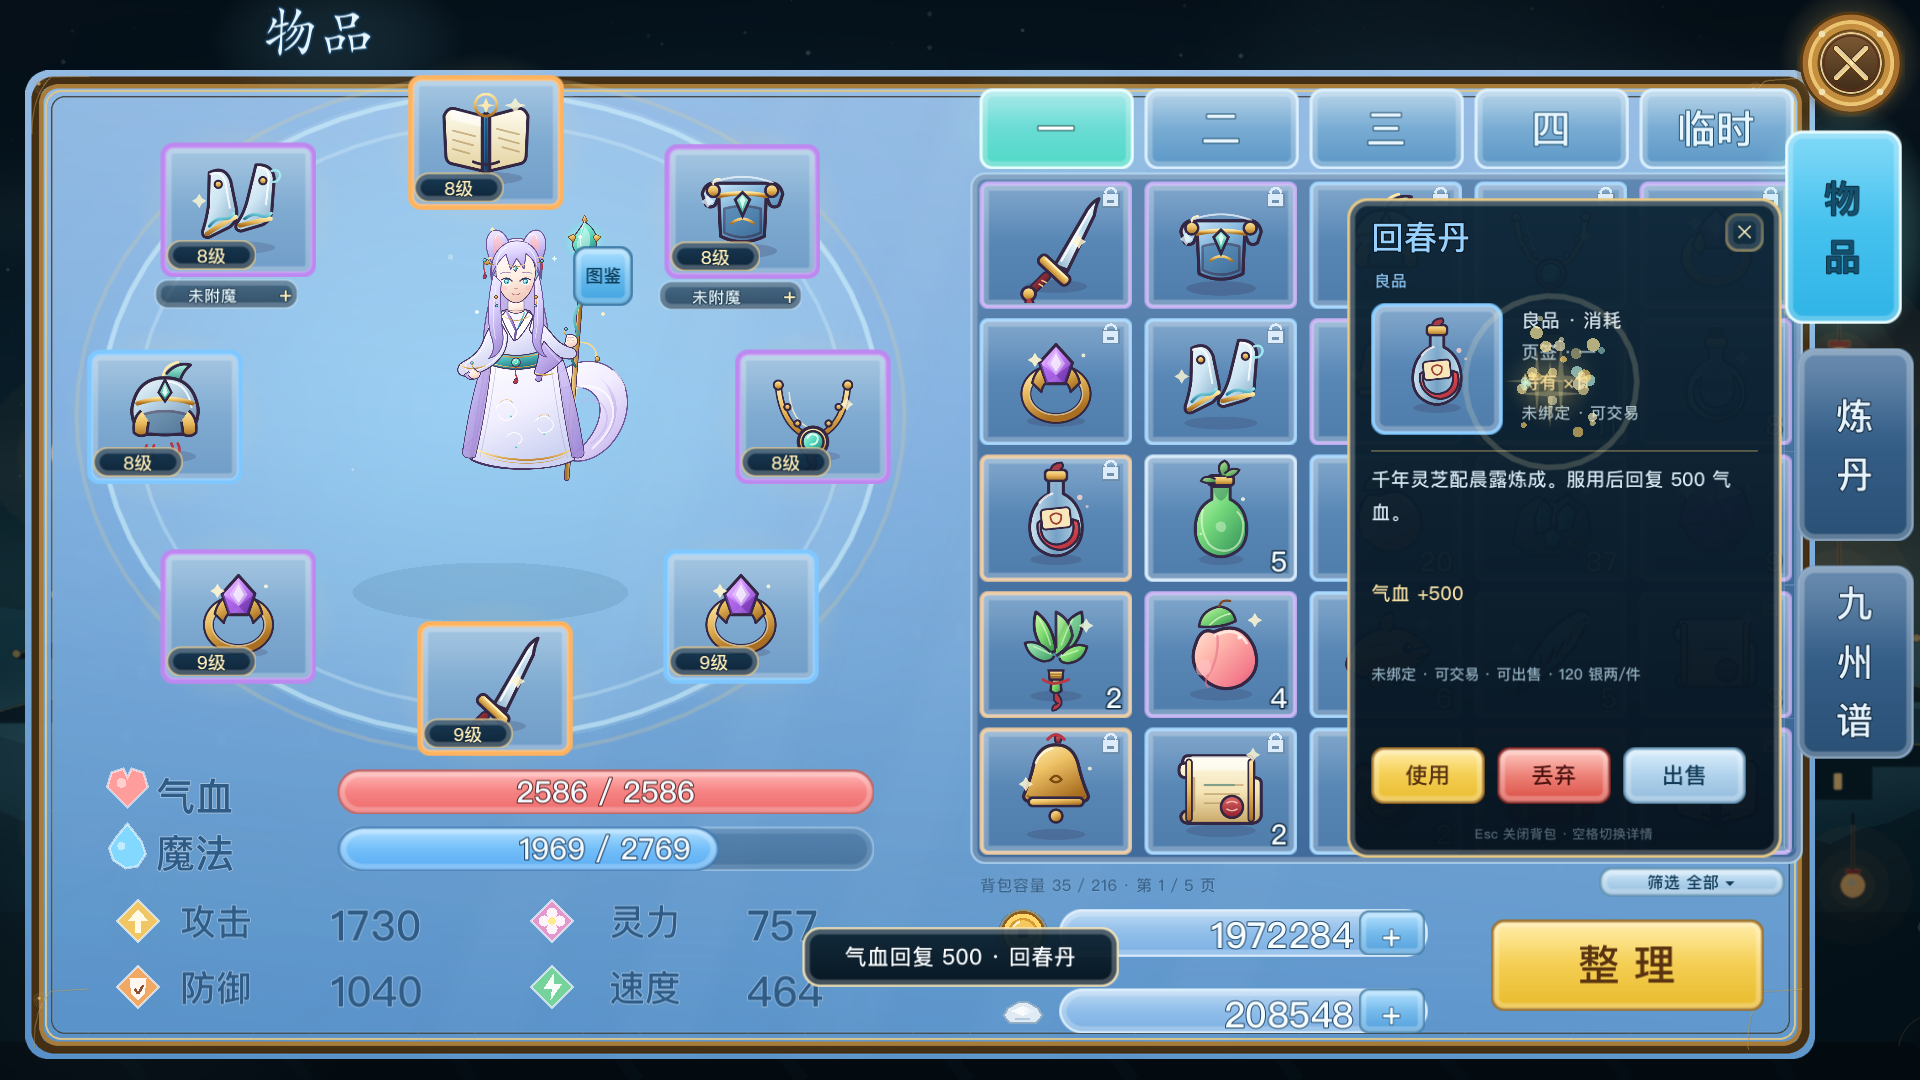 物品
一
二
三
四
临时
物品
炼丹
九州谱
8级
8级
未附魔 +
8级
未附魔 +
图鉴
8级
8级
9级
9级
9级
气血
2586 / 2586
魔法
1969 / 2769
攻击 1730
灵力 757
防御 1040
速度 464
5
2
4
2
回春丹
良品
良品 · 消耗
未绑定 · 可交易
千年灵芝配晨露炼成。服用后回复 500 气
血。
气血 +500
未绑定 · 可交易 · 可出售 · 120 银两/件
使用
丢弃
出售
Esc 关闭背包 · 空格切换详情
背包容量 35 / 216 · 第 1 / 5 页
筛选 全部
1972284 +
208548 +
整理
气血回复 500 · 回春丹